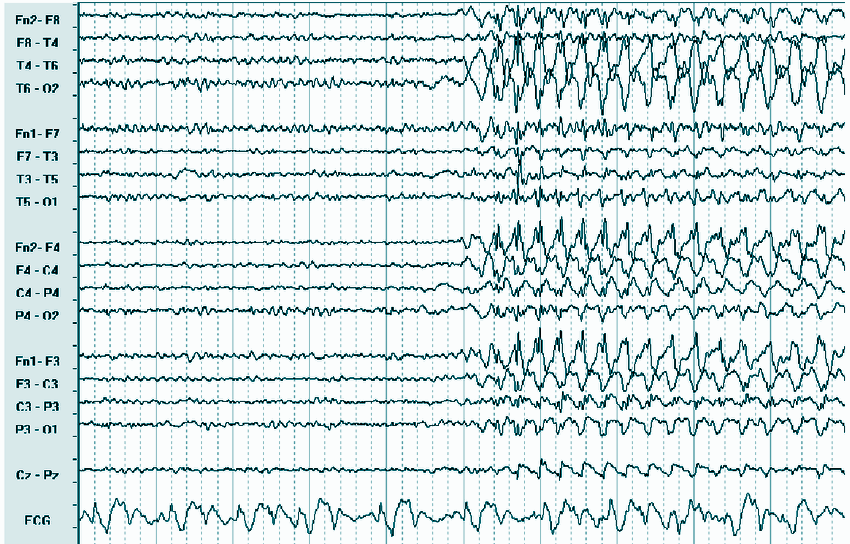 Fp2- F8
F8 - T4
T4 - T6
T6 - O2
Fp1- F7
F7 - T3
T3 - T5
T5 - O1
Fp2- F4
F4 - C4
C4 - P4
P4 - O2
Fp1- F3
F3 - C3
C3 - P3
P3 - O1
Cz - Pz
ECG